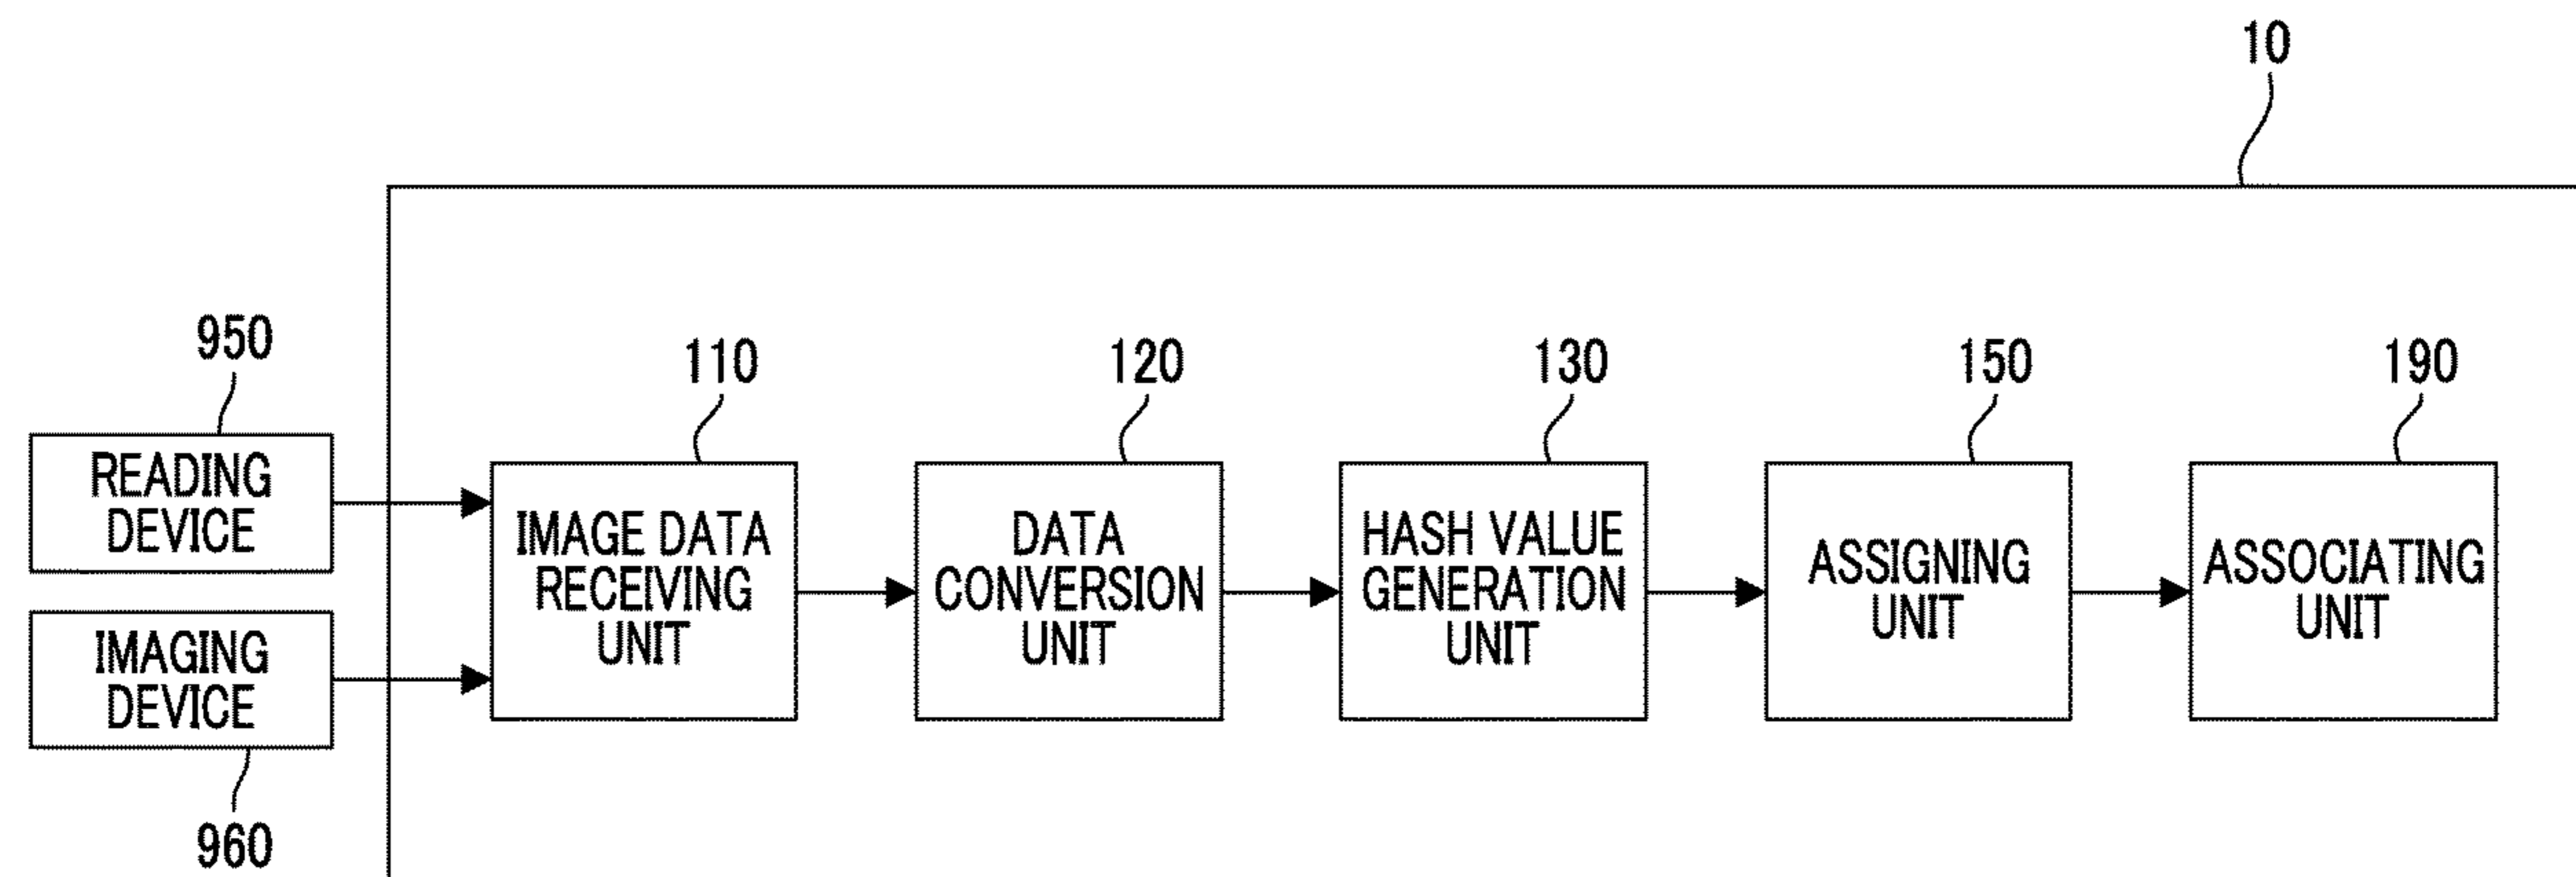 10
950
110
120
130
150
190
READING
DEVICE
IMAGE DATA
RECEIVING
UNIT
DATA
CONVERSION
UNIT
HASH VALUE
GENERATION
UNIT
ASSIGNING
UNIT
ASSOCIATING
UNIT
IMAGING
DEVICE
960